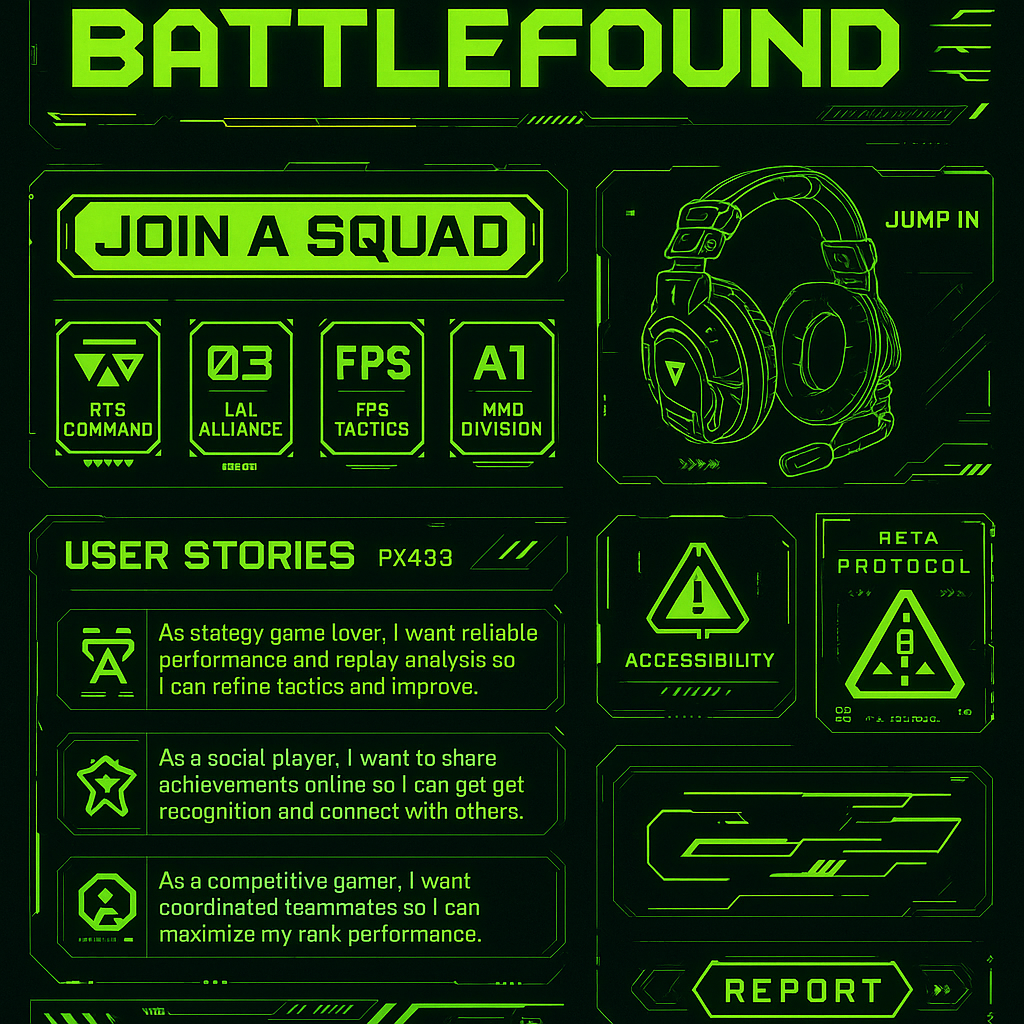 BATTLEFOUND
JOIN A SQUAD
RTS
COMMAND
03
LAL
ALLIANCE
FPS
FPS
TACTICS
A1
MMD
DIVISION
JUMP IN
USER STORIES PX433
As stategy game lover, I want reliable
performance and replay analysis so
I can refine tactics and improve.
As a social player, I want to share
achievements online so I can get get
recognition and connect with others.
As a competitive gamer, I want
coordinated teammates so I can
maximize my rank performance.
ACCESSIBILITY
RETA
PROTOCOL
REPORT